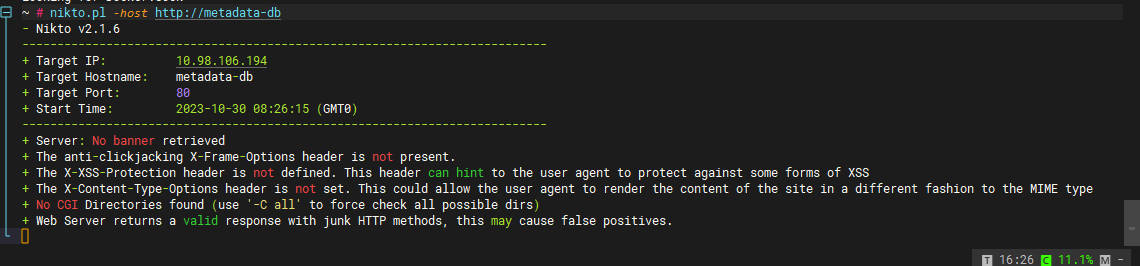 ~ # nikto.pl -host http://metadata-db
- Nikto v2.1.6
---------------------------------------------------------------------------
+ Target IP: 10.98.106.194
+ Target Hostname: metadata-db
+ Target Port: 80
+ Start Time: 2023-10-30 08:26:15 (GMT0)
---------------------------------------------------------------------------
+ Server: No banner retrieved
+ The anti-clickjacking X-Frame-Options header is not present.
+ The X-XSS-Protection header is not defined. This header can hint to the user agent to protect against some forms of XSS
+ The X-Content-Type-Options header is not set. This could allow the user agent to render the content of the site in a different fashion to the MIME type
+ No CGI Directories found (use '-C all' to force check all possible dirs)
+ Web Server returns a valid response with junk HTTP methods, this may cause false positives.
T 16:26 C 11.1% M -